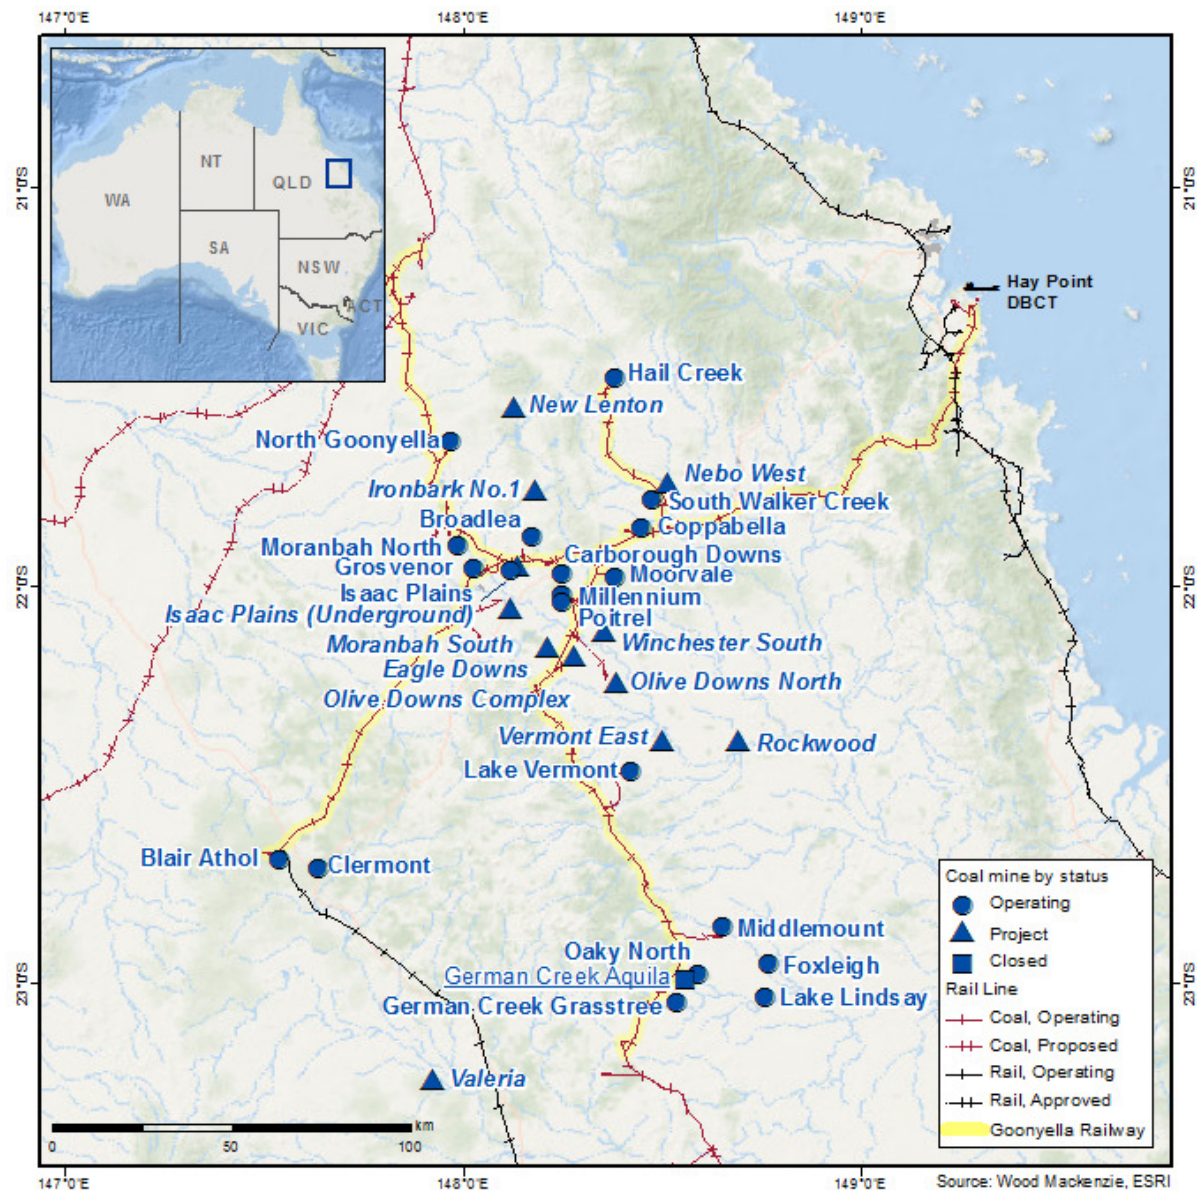 147°0'E
148°0'E
149°0'E
21°0'S
21°0'S
NT
QLD
WA
SA
NSW
ACT
VIC
Hay Point
DBCT
Hail Creek
New Lenton
North Goonyella
Nebo West
Ironbark No.1
South Walker Creek
Broadlea
Coppabella
Moranbah North
Carborough Downs
Grosvenor
Moorvale
22°0'S
22°0'S
Isaac Plains
Millennium
Isaac Plains (Underground)
Poitrel
Moranbah South
Winchester South
Eagle Downs
Olive Downs North
Olive Downs Complex
Vermont East
Rockwood
Lake Vermont
Blair Athol
Clermont
Middlemount
Oaky North
Foxleigh
German Creek Aquila
23°0'S
23°0'S
Lake Lindsay
German Creek Grasstree
Valeria
Coal mine by status
Operating
Project
Closed
Rail Line
Coal, Operating
Coal, Proposed
Rail, Operating
Rail, Approved
Goonyella Railway
km
0 50 100
147°0'E
148°0'E
149°0'E
Source: Wood Mackenzie, ESRI